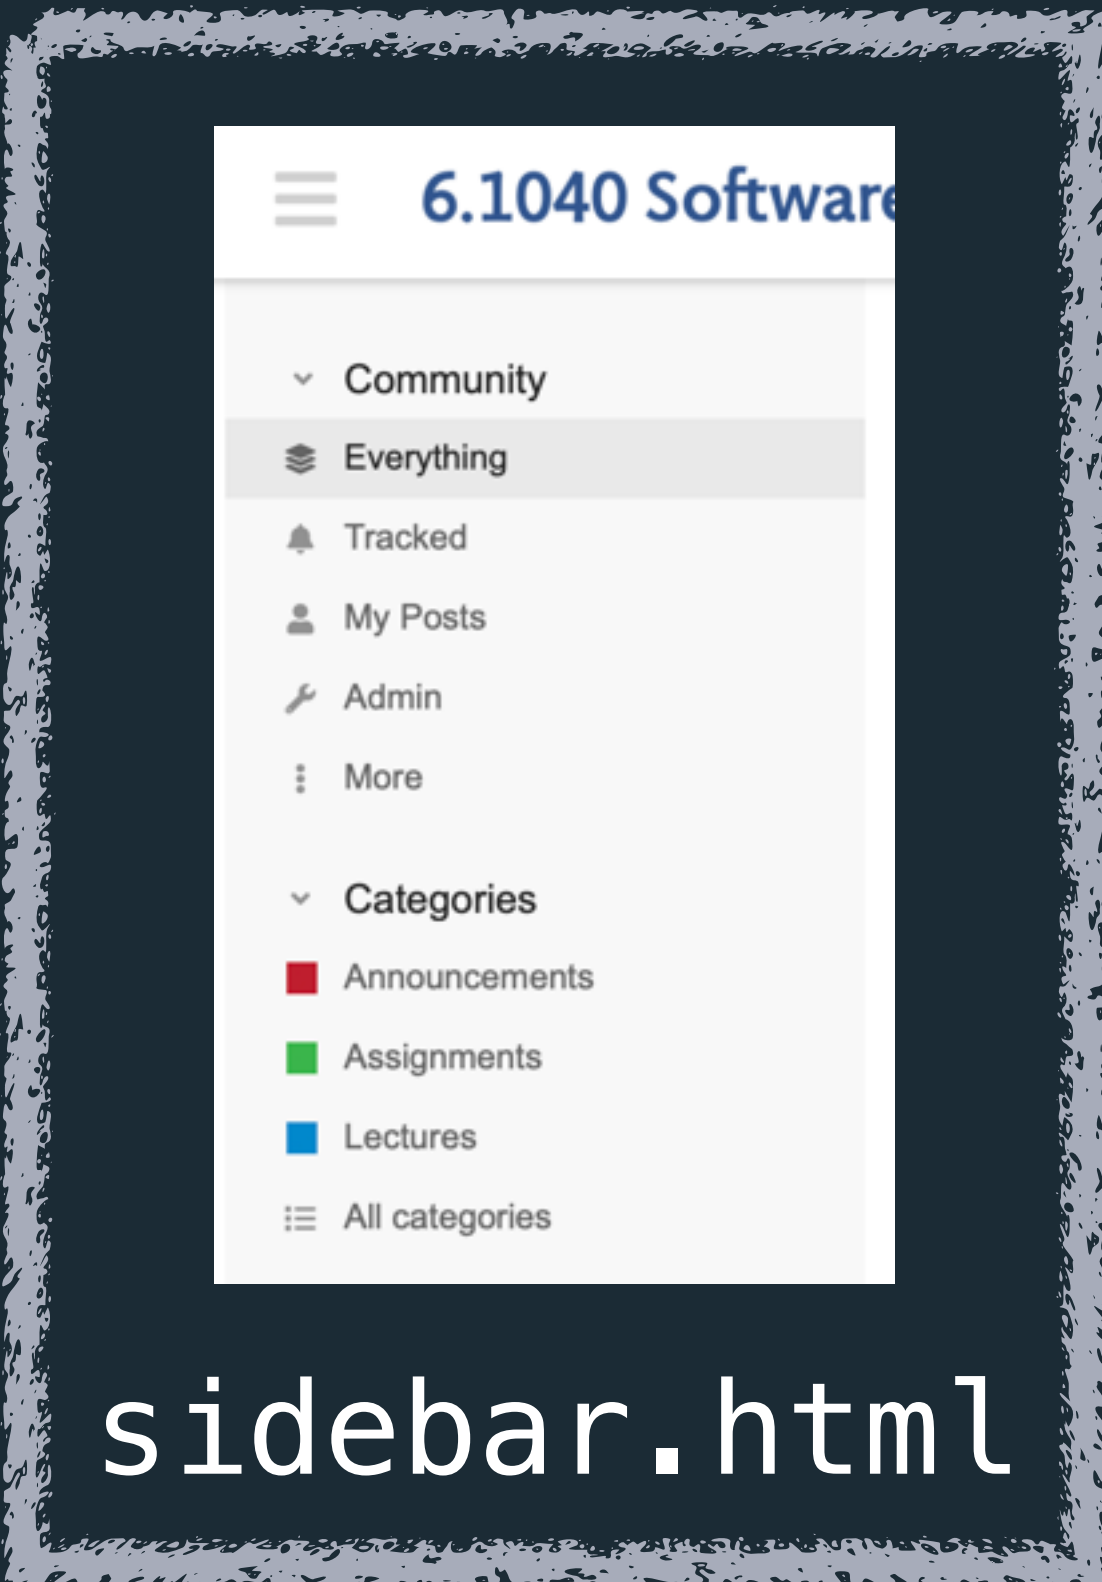 6.1040 Software
Community
Everything
Tracked
My Posts
Admin
More
Categories
Announcements
Assignments
Lectures
All categories
sidebar.html